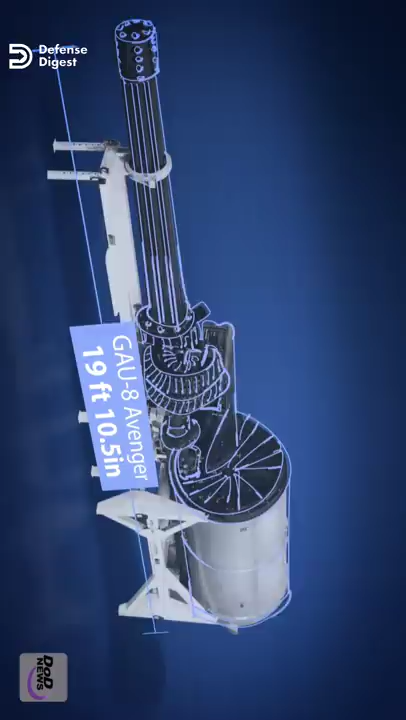 Defense
Digest
GAU-8 Avenger
19 ft 10.5in
DoD
NEWS